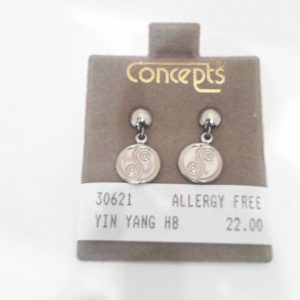 Concepts
30621 ALLERGY FREE
YIN YANG HB 22.00